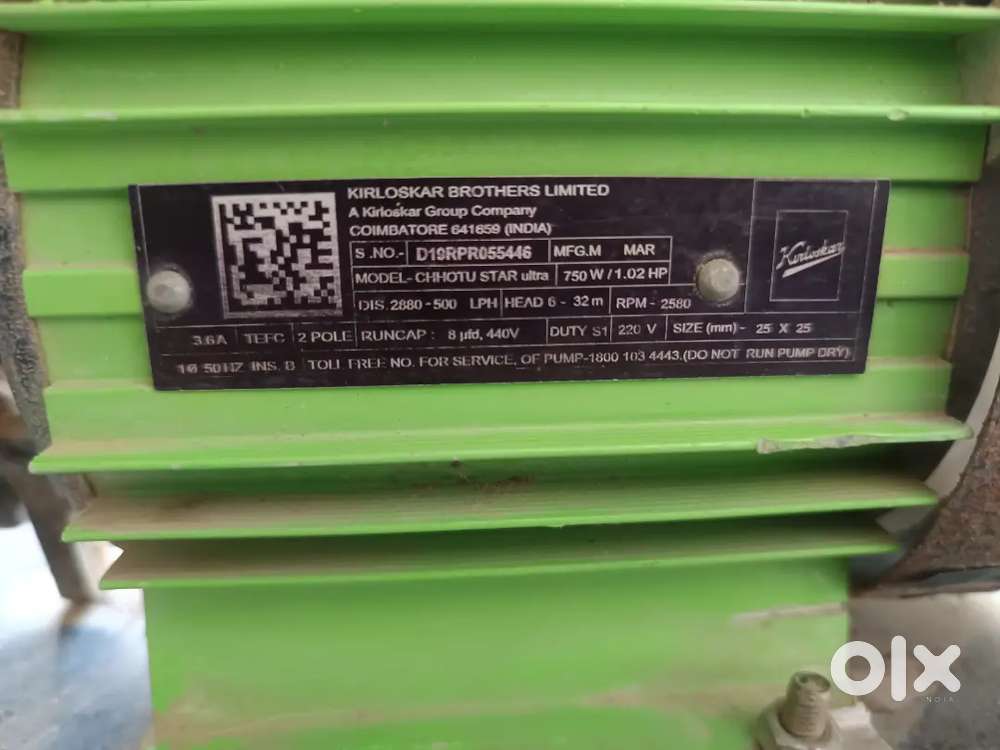 KIRLOSKAR BROTHERS LIMITED
A Kirloskar Group Company
COIMBATORE 641659 (INDIA)
S .NO.- D19RPR055446 MFG.M MAR
MODEL- CHHOTU STAR ultra 750 W / 1.02 HP
DIS. 2880 - 500 LPH HEAD 6 - 32 m RPM - 2580
3.6A TEFC 2 POLE RUNCAP : 8 µfd, 440V DUTY S1 220 V SIZE (mm) - 25 X 25
1Ø 50HZ INS. B TOLL FREE NO. FOR SERVICE, OF PUMP-1800 103 4443.(DO NOT RUN PUMP DRY)
Kirloskar
olx
INDIA